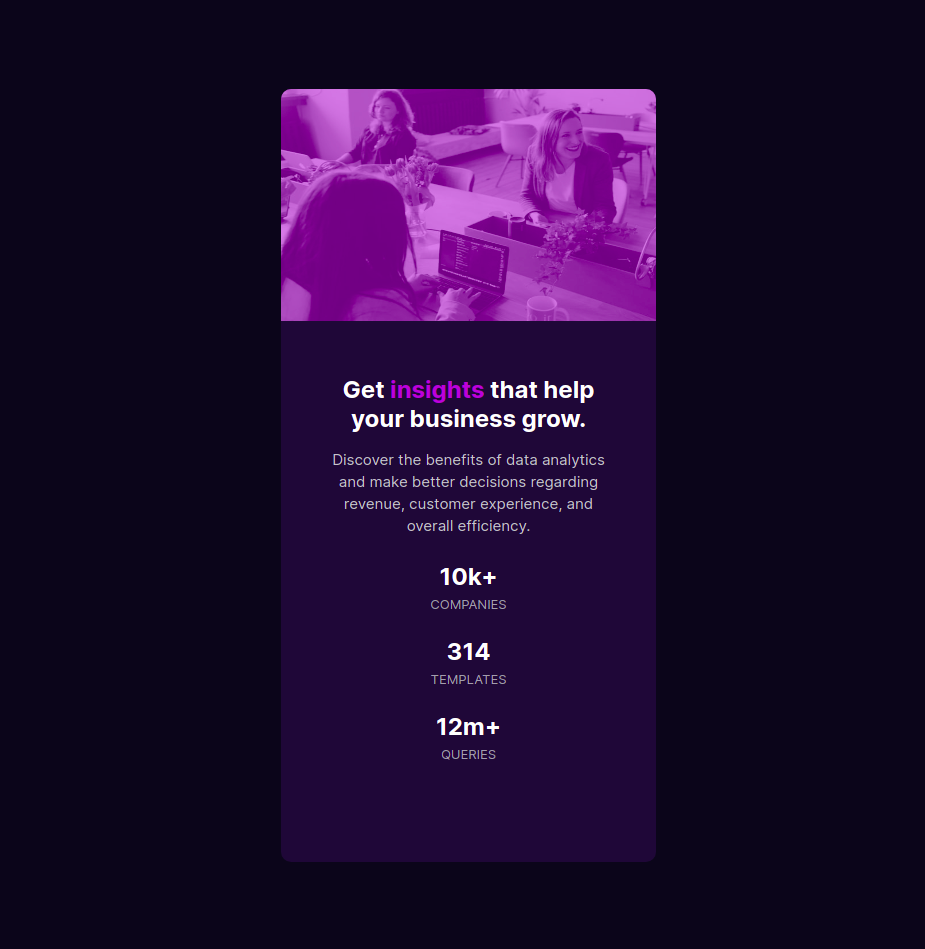 Get insights that help
your business grow.
Discover the benefits of data analytics
and make better decisions regarding
revenue, customer experience, and
overall efficiency.
10k+
COMPANIES
314
TEMPLATES
12m+
QUERIES